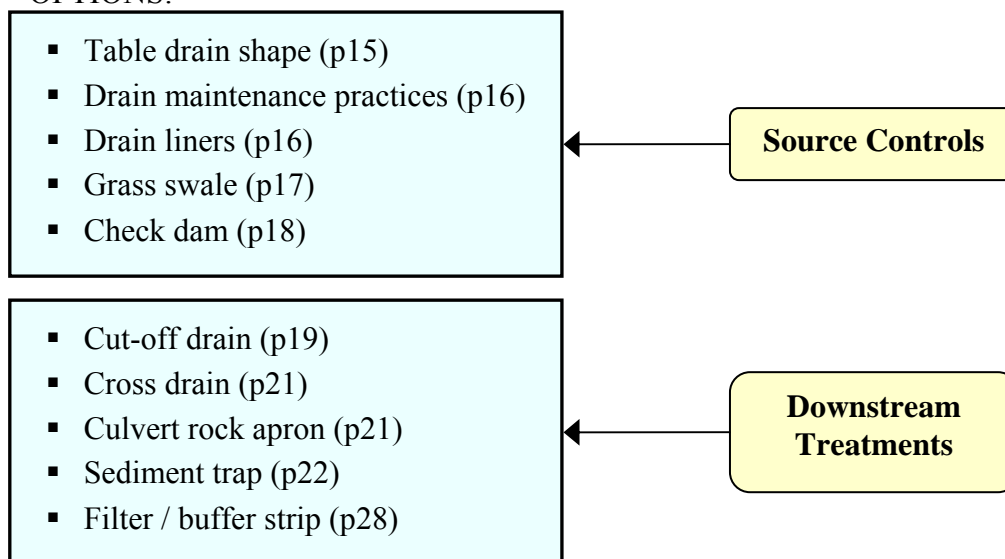 OPTIONS:
▪ Table drain shape (p15)
▪ Drain maintenance practices (p16)
▪ Drain liners (p16)
▪ Grass swale (p17)
▪ Check dam (p18)
Source Controls
▪ Cut-off drain (p19)
▪ Cross drain (p21)
▪ Culvert rock apron (p21)
▪ Sediment trap (p22)
▪ Filter / buffer strip (p28)
Downstream
Treatments